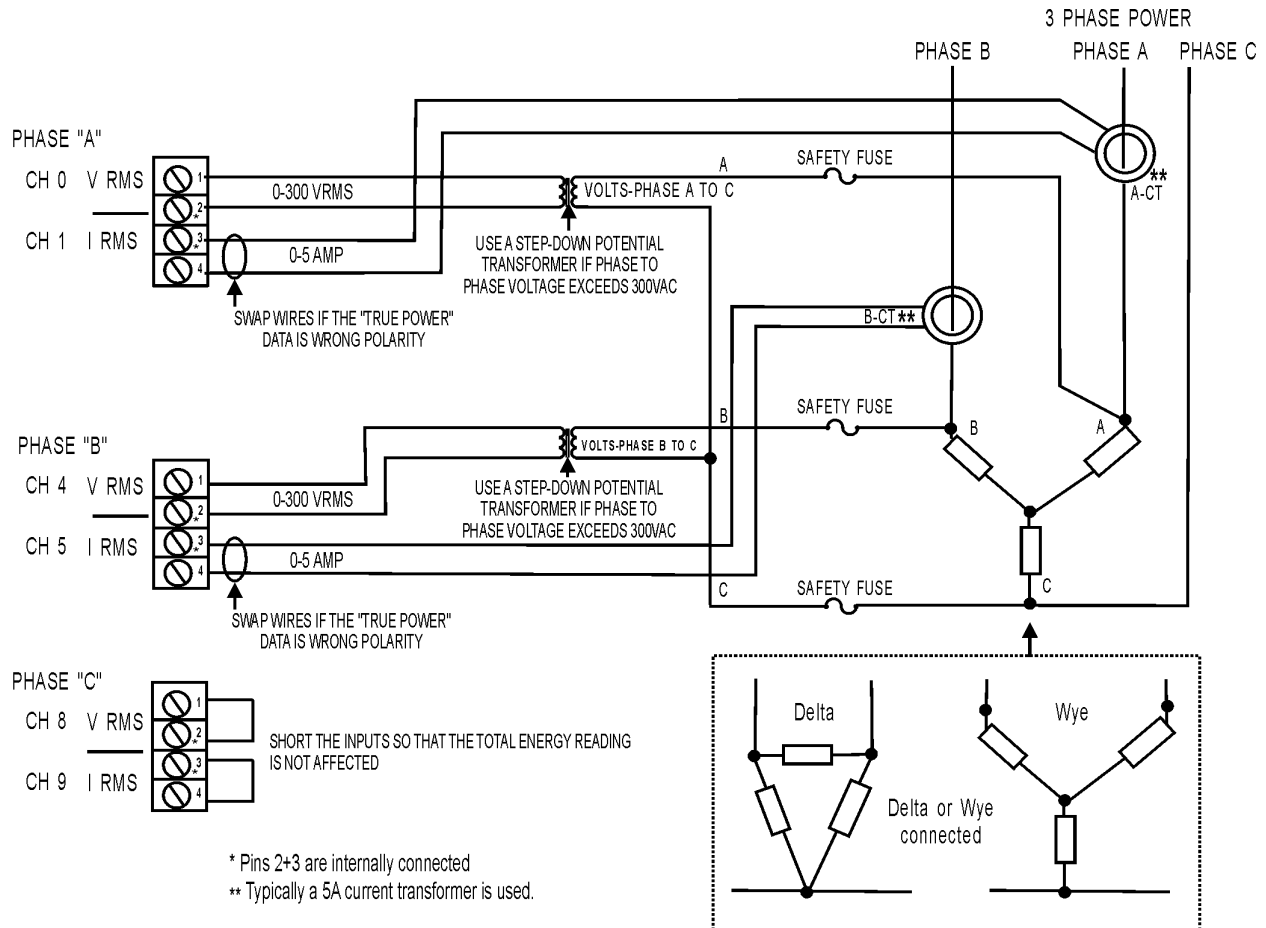 3 PHASE POWER
PHASE B
PHASE A
PHASE C
PHASE "A"
CH 0 V RMS
CH 1 I RMS
1
2
*
3
*
4
0-300 VRMS
0-5 AMP
SWAP WIRES IF THE "TRUE POWER"
DATA IS WRONG POLARITY
A
VOLTS-PHASE A TO C
SAFETY FUSE
USE A STEP-DOWN POTENTIAL
TRANSFORMER IF PHASE TO
PHASE VOLTAGE EXCEEDS 300VAC
**
A-CT
B-CT **
PHASE "B"
CH 4 V RMS
CH 5 I RMS
1
2
*
3
*
4
0-300 VRMS
0-5 AMP
SWAP WIRES IF THE "TRUE POWER"
DATA IS WRONG POLARITY
B
VOLTS-PHASE B TO C
SAFETY FUSE
USE A STEP-DOWN POTENTIAL
TRANSFORMER IF PHASE TO
PHASE VOLTAGE EXCEEDS 300VAC
B
A
C
C
SAFETY FUSE
PHASE "C"
CH 8 V RMS
CH 9 I RMS
1
2
*
3
*
4
SHORT THE INPUTS SO THAT THE TOTAL ENERGY READING
IS NOT AFFECTED
Delta
Wye
Delta or Wye
connected
* Pins 2+3 are internally connected
** Typically a 5A current transformer is used.